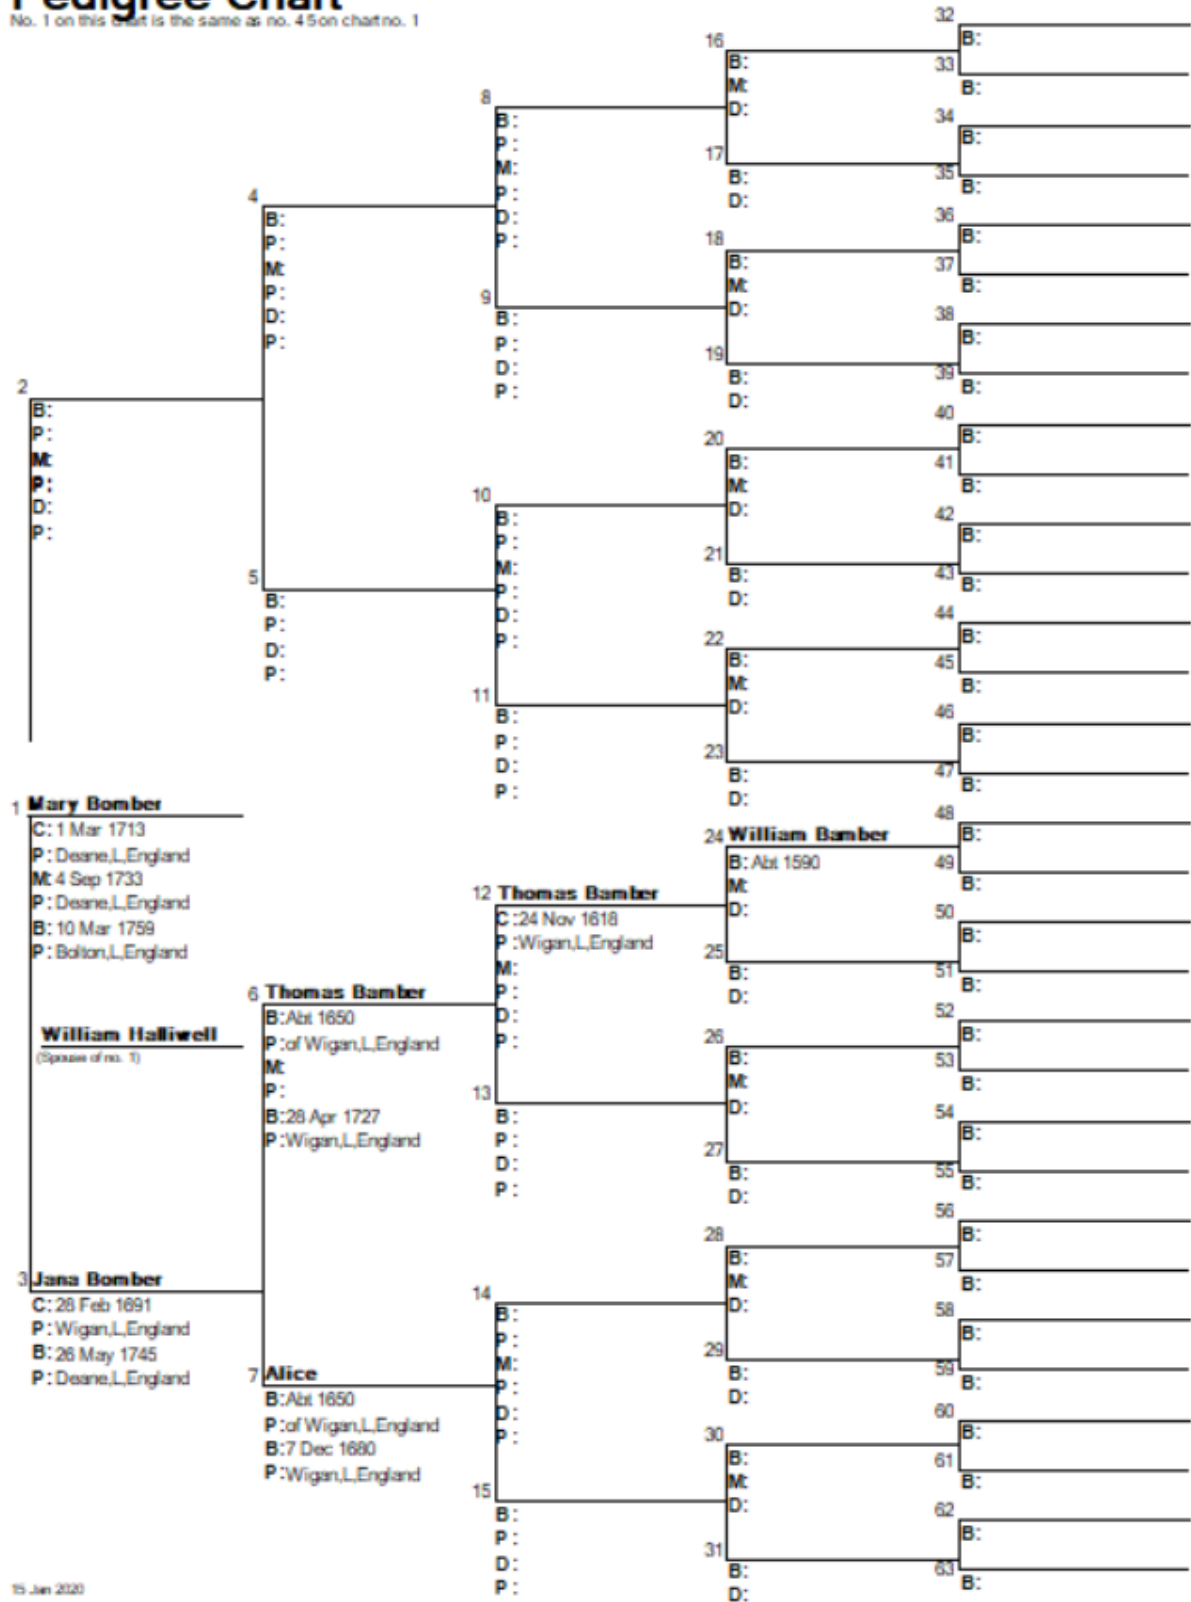 Pedigree Chart
No. 1 on this chart is the same as no. 45 on chart no. 1
2
B:
P:
M:
P:
D:
P:
1 Mary Bomber
C: 1 Mar 1713
P: Deane,L,England
M: 4 Sep 1733
P: Deane,L,England
B: 10 Mar 1759
P: Bolton,L,England
William Halliwell
(Spouse of no. 1)
3 Jana Bomber
C: 28 Feb 1691
P: Wigan,L,England
B: 26 May 1745
P: Deane,L,England
4
B:
P:
M:
P:
D:
P:
5
B:
P:
D:
P:
6 Thomas Bamber
B: Abt 1650
P: of Wigan,L,England
M:
P:
B: 28 Apr 1727
P: Wigan,L,England
7 Alice
B: Abt 1650
P: of Wigan,L,England
B: 7 Dec 1680
P: Wigan,L,England
8
B:
P:
M:
P:
D:
P:
9
B:
P:
D:
P:
10
B:
P:
M:
P:
D:
P:
11
B:
P:
D:
P:
12 Thomas Bamber
C: 24 Nov 1618
P: Wigan,L,England
M:
P:
D:
P:
13
B:
P:
D:
P:
14
B:
P:
M:
P:
D:
P:
15
B:
P:
D:
P:
16
B:
M:
D:
17
B:
D:
18
B:
M:
D:
19
B:
D:
20
B:
M:
D:
21
B:
D:
22
B:
M:
D:
23
B:
D:
24 William Bamber
B: Abt 1590
M:
D:
25
B:
D:
26
B:
M:
D:
27
B:
D:
28
B:
M:
D:
29
B:
D:
30
B:
M:
D:
31
B:
D:
32
B:
33
B:
34
B:
35
B:
36
B:
37
B:
38
B:
39
B:
40
B:
41
B:
42
B:
43
B:
44
B:
45
B:
46
B:
47
B:
48
B:
49
B:
50
B:
51
B:
52
B:
53
B:
54
B:
55
B:
56
B:
57
B:
58
B:
59
B:
60
B:
61
B:
62
B:
63
B:
15 Jan 2020